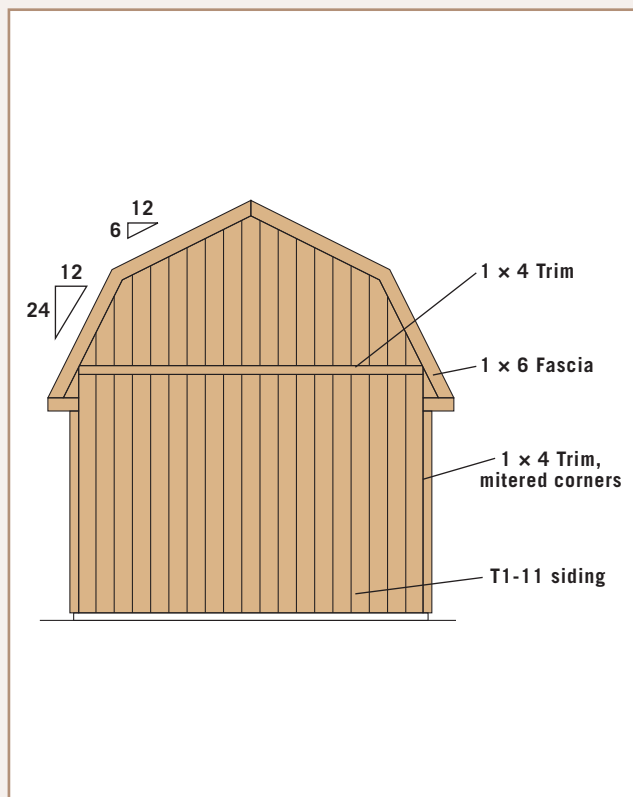 12
6
12
24
1 × 4 Trim
1 × 6 Fascia
1 × 4 Trim,
mitered corners
T1-11 siding